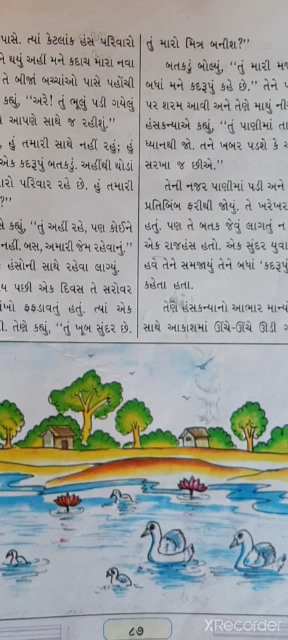 પાસે. ત્યાં કેટલાંક હંસ પરિવારો
થયું અહીં મને કદાચ મારા નવા
તે બીજાં બચ્ચાંઓ પાસે પહોંચી
કહ્યું, “અરે! તું ભૂલું પડી ગયેલું
આપણે સાથે જ રહીશું.”
હું તમારી સાથે નહીં રહું; હું
એક કદરૂપું બતકડું. અહીંથી થોડાં
પરિવાર રહે છે. હું તમારી
?”
કહ્યું, “તું અહીં રહે, પણ કોઈને
નહીં. બસ, અમારી જેમ રહેવાનું.”
હંસોની સાથે રહેવા લાગ્યું.
પછી એક દિવસ તે સરોવર
ફફડાવતું હતું. ત્યાં એક
તેણે કહ્યું, “તું ખૂબ સુંદર છે.
તું મારો મિત્ર બનીશ?”
બતકડું બોલ્યું, “તું મારી
બધાં મને કદરૂપું કહે છે.” તેને
પર શરમ આવી અને તેણે માથું
હંસકન્યાએ કહ્યું, “તું પાણીમાં
ધ્યાનથી જો. તને ખબર પડશે કે
સરખા જ છીએ.”
તેની નજર પાણીમાં પડી અને
પ્રતિબિંબ ફરીથી જોયું. તે ખરેખર
હતું. પણ તે બતક જેવું લાગતું ન
એક રાજહંસ હતો. એક સુંદર યુવા
હવે તેને સમજાયું તેને બધાં ‘કદરૂપું
કહેતા હતા.
તેણે હંસકન્યાનો આભાર માન્યો
સાથે આકાશમાં ઊંચે-ઊંચે ઊડી
૮૭
XRecorder